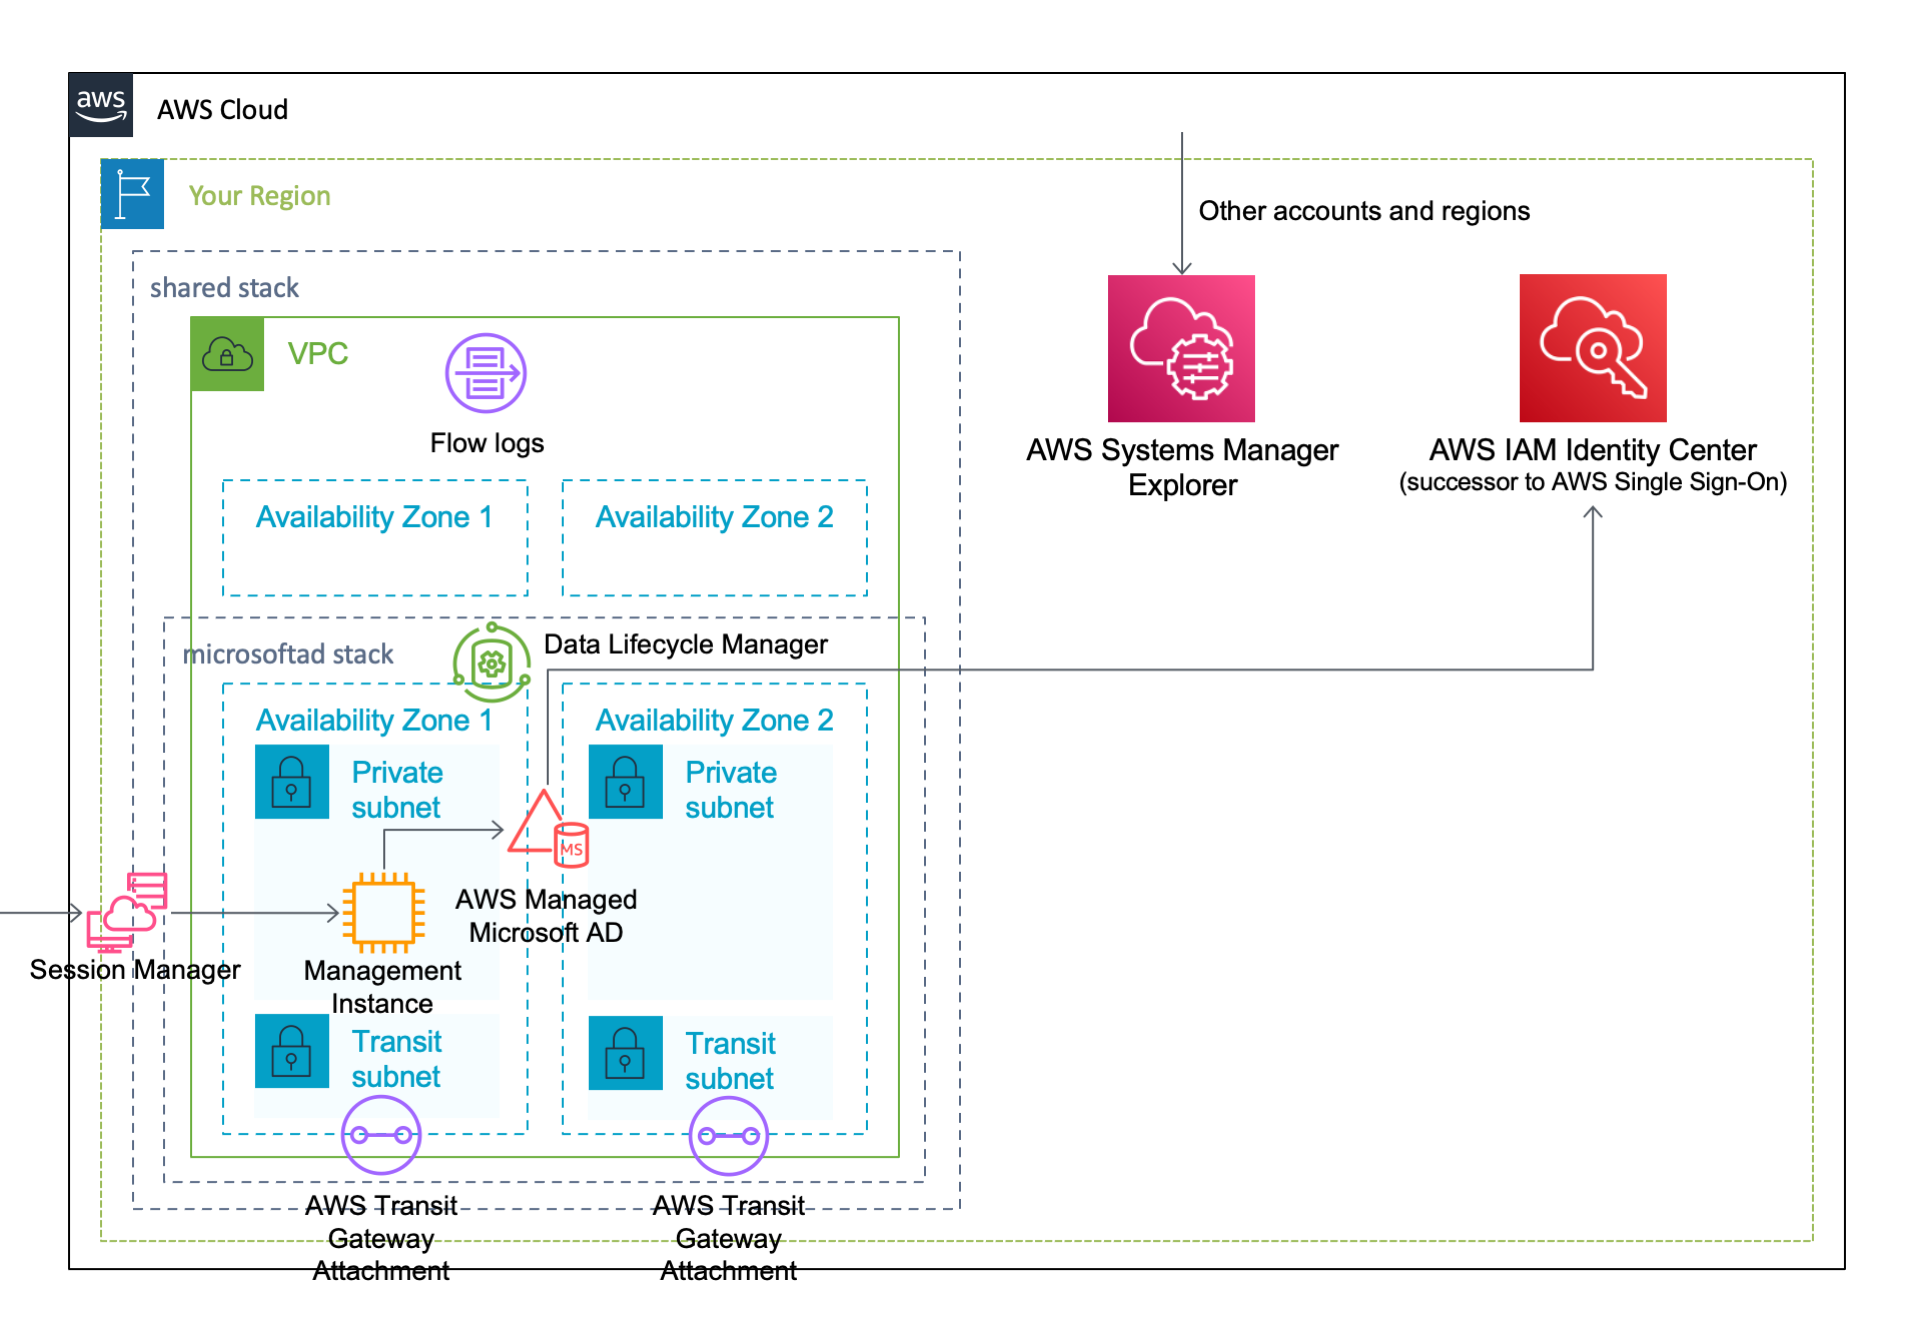 aws
AWS Cloud
Your Region
Other accounts and regions
shared stack
VPC
Flow logs
AWS Systems Manager
Explorer
AWS IAM Identity Center
(successor to AWS Single Sign-On)
Availability Zone 1
Availability Zone 2
microsoftad stack
Data Lifecycle Manager
Availability Zone 1
Availability Zone 2
Private
subnet
Private
subnet
MS
AWS Managed
Microsoft AD
Session Manager
Management
Instance
Transit
subnet
Transit
subnet
AWS Transit
Gateway
Attachment
AWS Transit
Gateway
Attachment